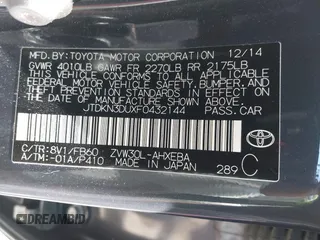 MFD.BY: TOYOTA MOTOR CORPORATION 12/14
GVWR 4010LB GAWR FR 2270LB RR 2175LB
THIS VEHICLE CONFORMS TO ALL APPLICABLE
FEDERAL MOTOR VEHICLE SAFETY, BUMPER,
AND THEFT PREVENTION STANDARDS IN EFFECT
ON THE DATE OF MANUFACTURE SHOWN ABOVE.
JTDKN3DUXF0432144 PASS.CAR
C/TR:8V1/FB60 ZVW30L-AHXEBA
A/TM:-01A/P410 MADE IN JAPAN 289 C
TOYOTA
DREAMBID